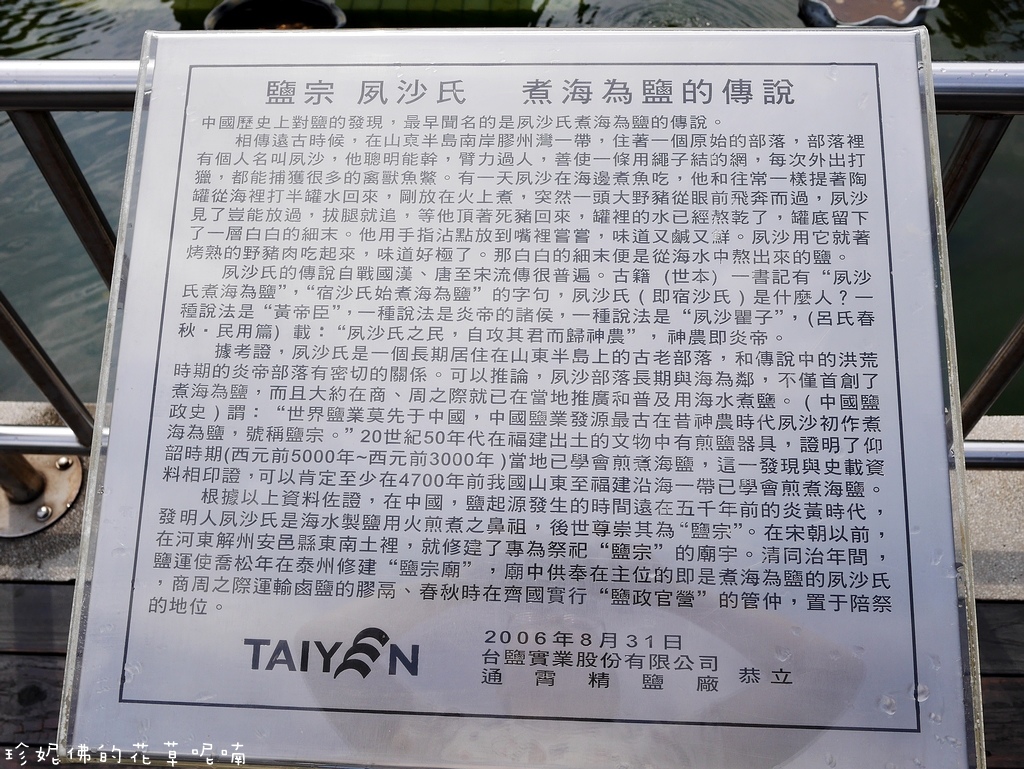 鹽宗 夙沙氏 煮海為鹽的傳說
中國歷史上對鹽的發現，最早聞名的是夙沙氏煮海為鹽的傳說。
相傳遠古時候，在山東半島南岸膠州灣一帶，住著一個原始的部落，部落裡
有個人名叫夙沙，他聰明能幹，臂力過人，善使一條用繩子結的網，每次外出打
獵，都能捕獲很多的禽獸魚鱉。有一天夙沙在海邊煮魚吃，他和往常一樣提著陶
罐從海裡打半罐水回來，剛放在火上煮，突然一頭大野豬從眼前飛奔而過，夙沙
見了豈能放過，拔腿就追，等他頂著死豬回來，罐裡的水已經熬乾了，罐底留下
了一層白白的細末。他用手指沾點放到嘴裡嘗嘗，味道又鹹又鮮。夙沙用它就著
烤熟的野豬肉吃起來，味道好極了。那白白的細末便是從海水中熬出來的鹽。
夙沙氏的傳說自戰國漢、唐至宋流傳很普遍。古籍 (世本) 一書記有 “夙沙
氏煮海為鹽”，“宿沙氏始煮海為鹽” 的字句，夙沙氏 ( 即宿沙氏 ) 是什麼人？一
種說法是 “黃帝臣”，一種說法是炎帝的諸侯，一種說法是 “夙沙瞿子”，(呂氏春
秋．民用篇) 載：“夙沙氏之民，自攻其君而歸神農”，神農即炎帝。
據考證，夙沙氏是一個長期居住在山東半島上的古老部落，和傳說中的洪荒
時期的炎帝部落有密切的關係。可以推論，夙沙部落長期與海為鄰，不僅首創了
煮海為鹽，而且大約在商、周之際就已在當地推廣和普及用海水煮鹽。( 中國鹽
政史 ) 謂：“世界鹽業莫先于中國，中國鹽業發源最古在昔神農時代夙沙初作煮
海為鹽，號稱鹽宗。” 20世紀50年代在福建出土的文物中有煎鹽器具，證明了仰
韶時期(西元前5000年~西元前3000年 )當地已學會煎煮海鹽，這一發現與史載資
料相印證，可以肯定至少在4700年前我國山東至福建沿海一帶已學會煎煮海鹽。
根據以上資料佐證，在中國，鹽起源發生的時間遠在五千年前的炎黃時代，
發明人夙沙氏是海水製鹽用火煎煮之鼻祖，後世尊崇其為“鹽宗”。在宋朝以前，
在河東解州安邑縣東南土裡，就修建了專為祭祀 “鹽宗” 的廟宇。清同治年間，
鹽運使喬松年在泰州修建 “鹽宗廟”，廟中供奉在主位的即是煮海為鹽的夙沙氏
，商周之際運輸鹵鹽的膠鬲、春秋時在齊國實行 “鹽政官營” 的管仲，置于陪祭
的地位。
TAIYEN
2006年8月31日
台鹽實業股份有限公司
通霄精鹽廠 恭立
珍妮佛的花草呢喃